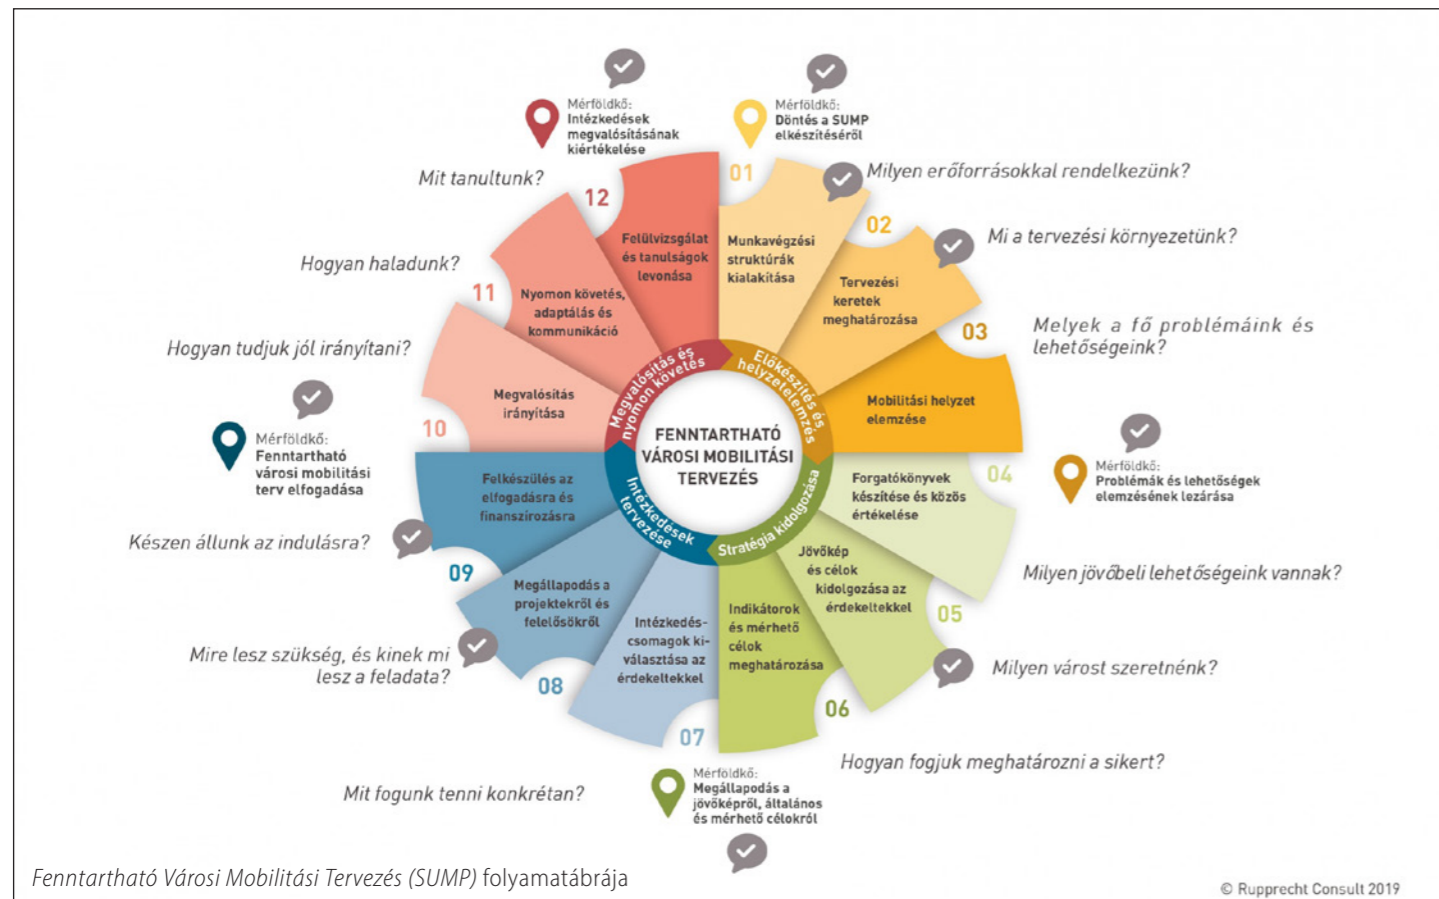 Mérföldkő:
Intézkedések
megvalósításának
kiértékelése
Mérföldkő:
Döntés a SUMP
elkészítéséről
01
Munkavégzési
struktúrák
kialakítása
Milyen erőforrásokkal rendelkezünk?
02
Tervezési
keretek
meghatározása
Mi a tervezési környezetünk?
03
Mobilitási helyzet
elemzése
Melyek a fő problémáink és
lehetőségeink?
Mérföldkő:
Problémák és lehetőségek
elemzésének lezárása
04
Forgatókönyvek
készítése és közös
értékelése
Milyen jövőbeli lehetőségeink vannak?
05
Jövőkép
és célok
kidolgozása az
érdekeltekkel
Milyen várost szeretnénk?
06
Indikátorok
és mérhető
célok
meghatározása
Hogyan fogjuk meghatározni a sikert?
Mérföldkő:
Megállapodás a
jövőképről, általános
és mérhető célokról
07
Intézkedés-
csomagok ki-
választása az
érdekeltekkel
Mit fogunk tenni konkrétan?
08
Megállapodás a
projektekről és
felelősökről
Mire lesz szükség, és kinek mi
lesz a feladata?
09
Felkészülés az
elfogadásra és
finanszírozásra
Készen állunk az indulásra?
Mérföldkő:
Fenntartható
városi mobilitási
terv elfogadása
10
Megvalósítás
irányítása
Hogyan tudjuk jól irányítani?
11
Nyomon követés,
adaptálás és
kommunikáció
Hogyan haladunk?
12
Felülvizsgálat
és tanulságok
levonása
Mit tanultunk?
Megvalósítás és
nyomon követés
Előkészítés és
helyzetelemzés
Stratégia kidolgozása
Intézkedések
tervezése
FENNTARTHATÓ
VÁROSI MOBILITÁSI
TERVEZÉS
Fenntartható Városi Mobilitási Tervezés (SUMP) folyamatábrája
© Rupprecht Consult 2019